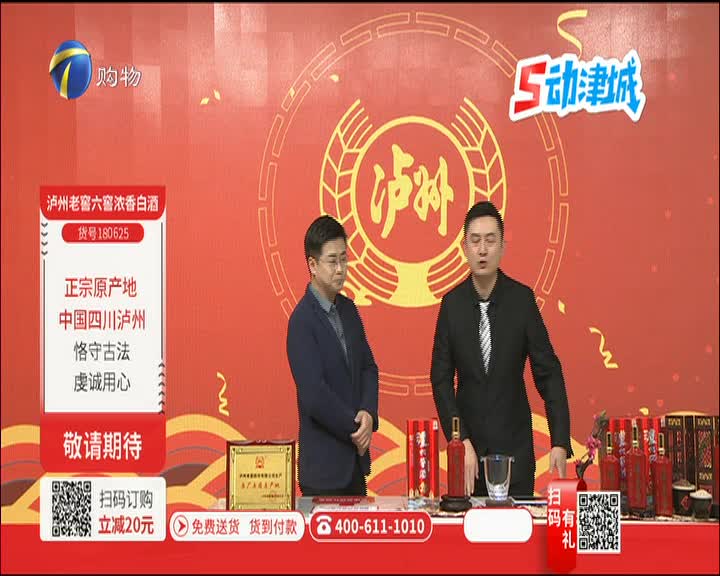 购物
5动津城
泸州
泸州老窖六窖浓香白酒
货号180625
正宗原产地
中国四川泸州
恪守古法
虔诚用心
敬请期待
扫码订购
立减20元
免费送货 货到付款
400-611-1010
扫码
有礼